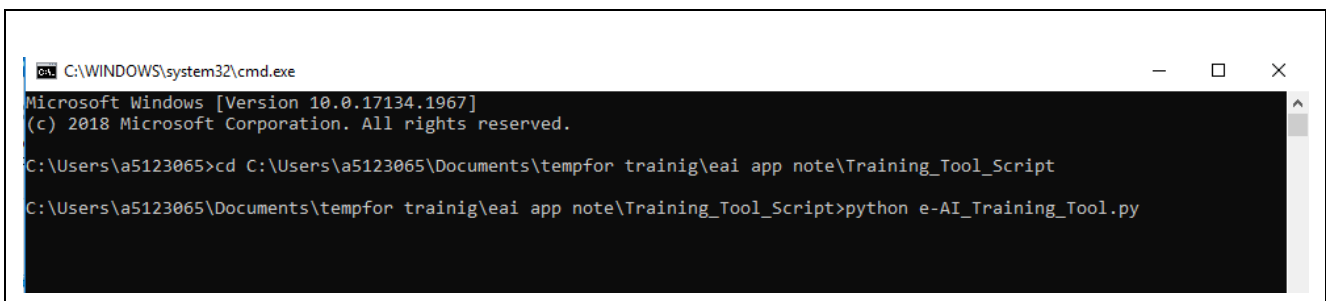 C:\WINDOWS\system32\cmd.exe
Microsoft Windows [Version 10.0.17134.1967]
(c) 2018 Microsoft Corporation. All rights reserved.
C:\Users\a5123065>cd C:\Users\a5123065\Documents\tempfor trainig\eai app note\Training_Tool_Script
C:\Users\a5123065\Documents\tempfor trainig\eai app note\Training_Tool_Script>python e-AI_Training_Tool.py